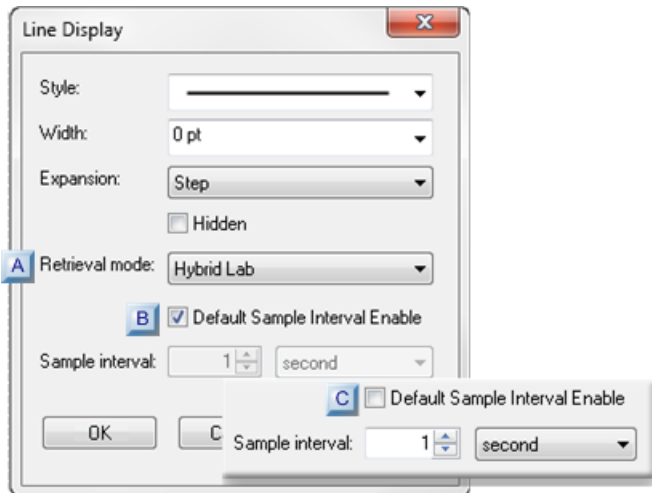 Line Display
Style:
Width: 0 pt
Expansion: Step
Hidden
A Retrieval mode: Hybrid Lab
B Default Sample Interval Enable
Sample interval: 1 second
C Default Sample Interval Enable
Sample interval: 1 second
OK C